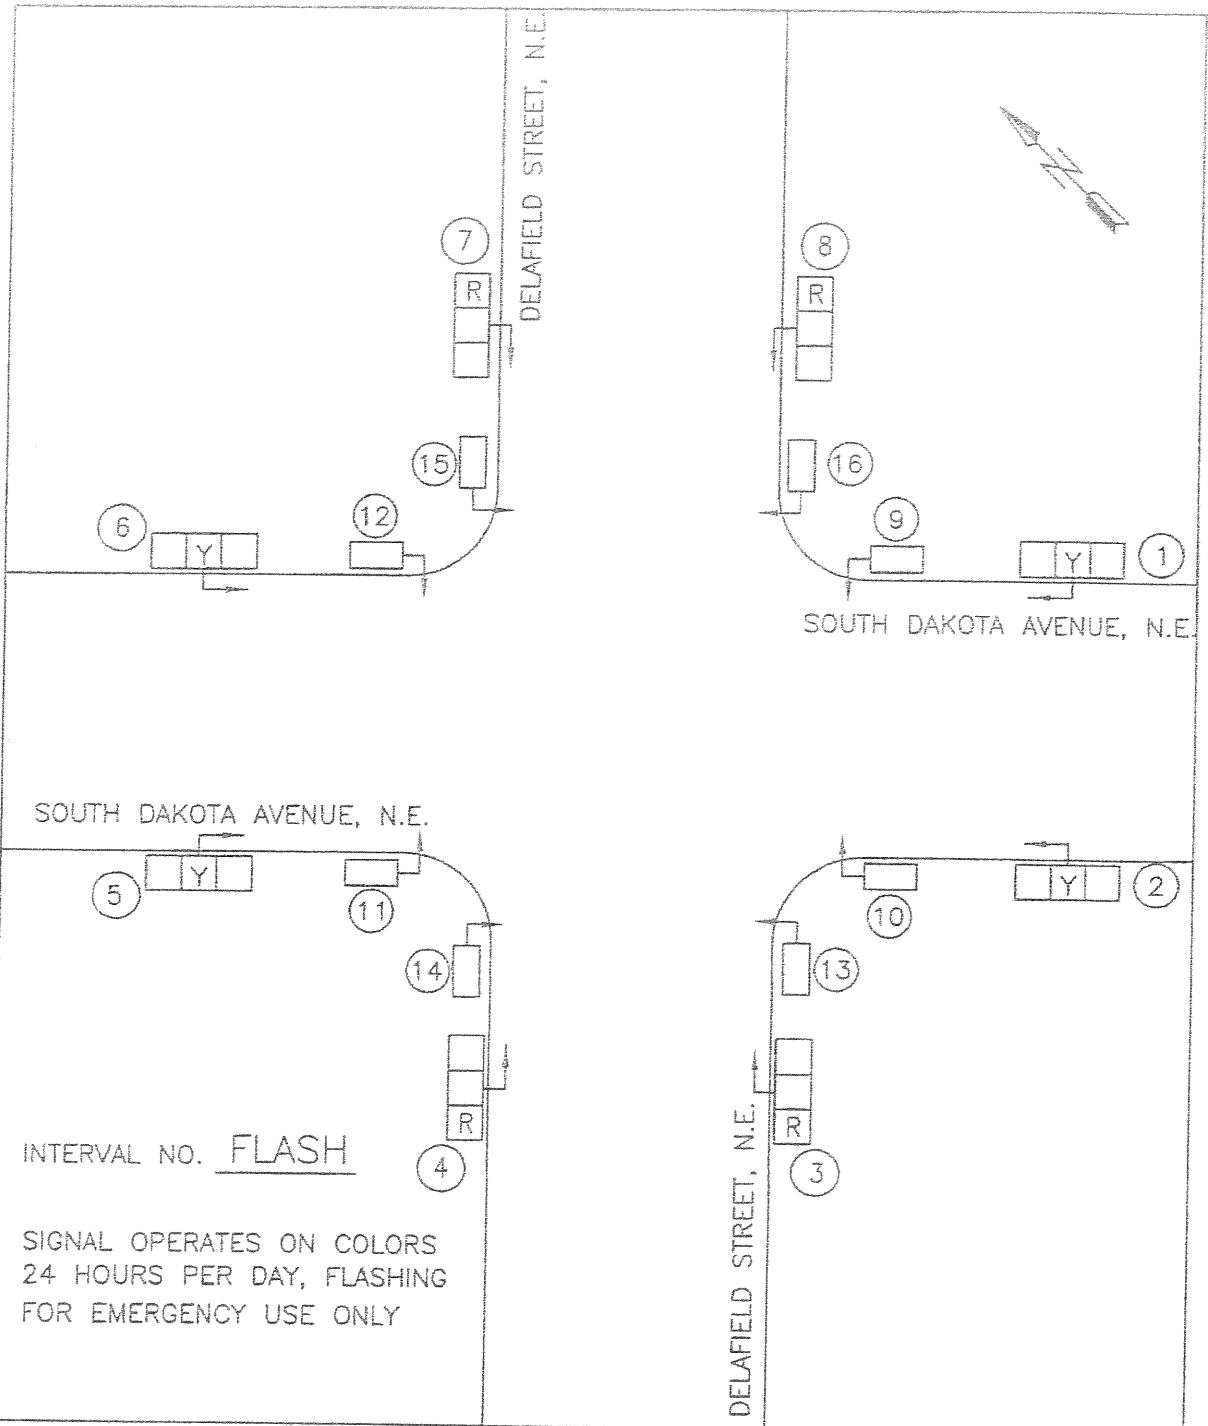 DELAFIELD STREET, N.E.
N
7
R
8
R
15
16
6
Y
12
9
Y
1
SOUTH DAKOTA AVENUE, N.E.
SOUTH DAKOTA AVENUE, N.E.
5
Y
11
10
Y
2
14
13
R
4
R
3
DELAFIELD STREET, N.E.
INTERVAL NO. FLASH
SIGNAL OPERATES ON COLORS
24 HOURS PER DAY, FLASHING
FOR EMERGENCY USE ONLY